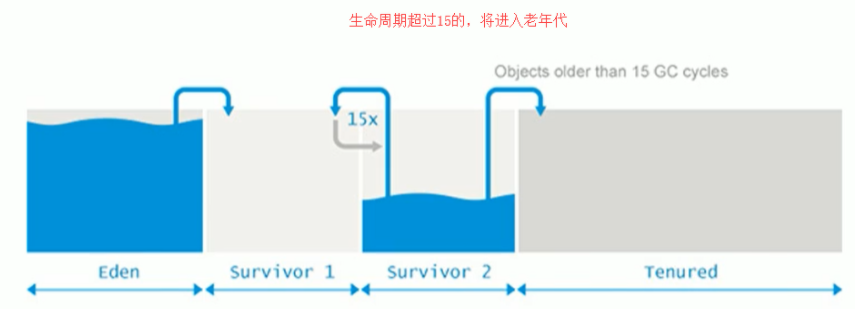 生命周期超过15的，将进入老年代
Objects older than 15 GC cycles
15x
Eden
Survivor 1
Survivor 2
Tenured